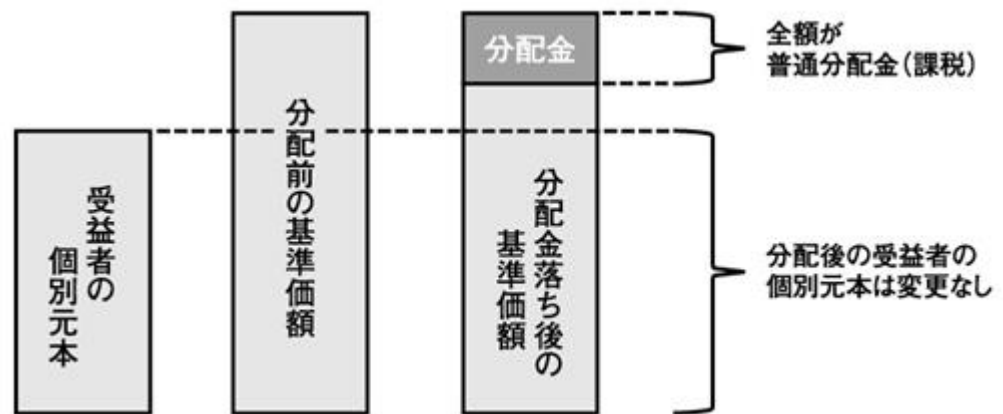 受益者の
個別元本
分配前の基準価額
分配金
分配金落ち後の
基準価額
全額が
普通分配金(課税)
分配後の受益者の
個別元本は変更なし